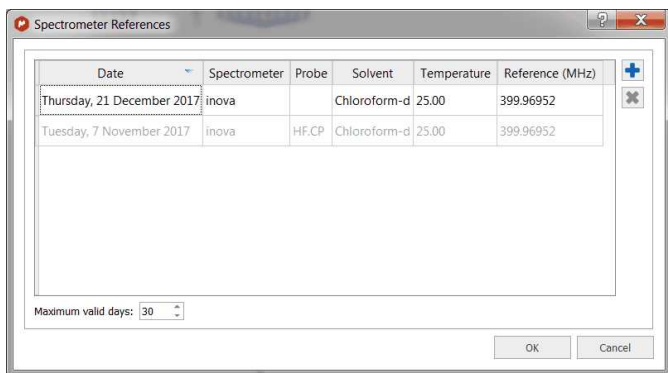 Spectrometer References
Date Spectrometer Probe Solvent Temperature Reference (MHz)
Thursday, 21 December 2017 inova Chloroform-d 25.00 399.96952
Tuesday, 7 November 2017 inova HF.CP Chloroform-d 25.00 399.96952
Maximum valid days: 30
OK Cancel